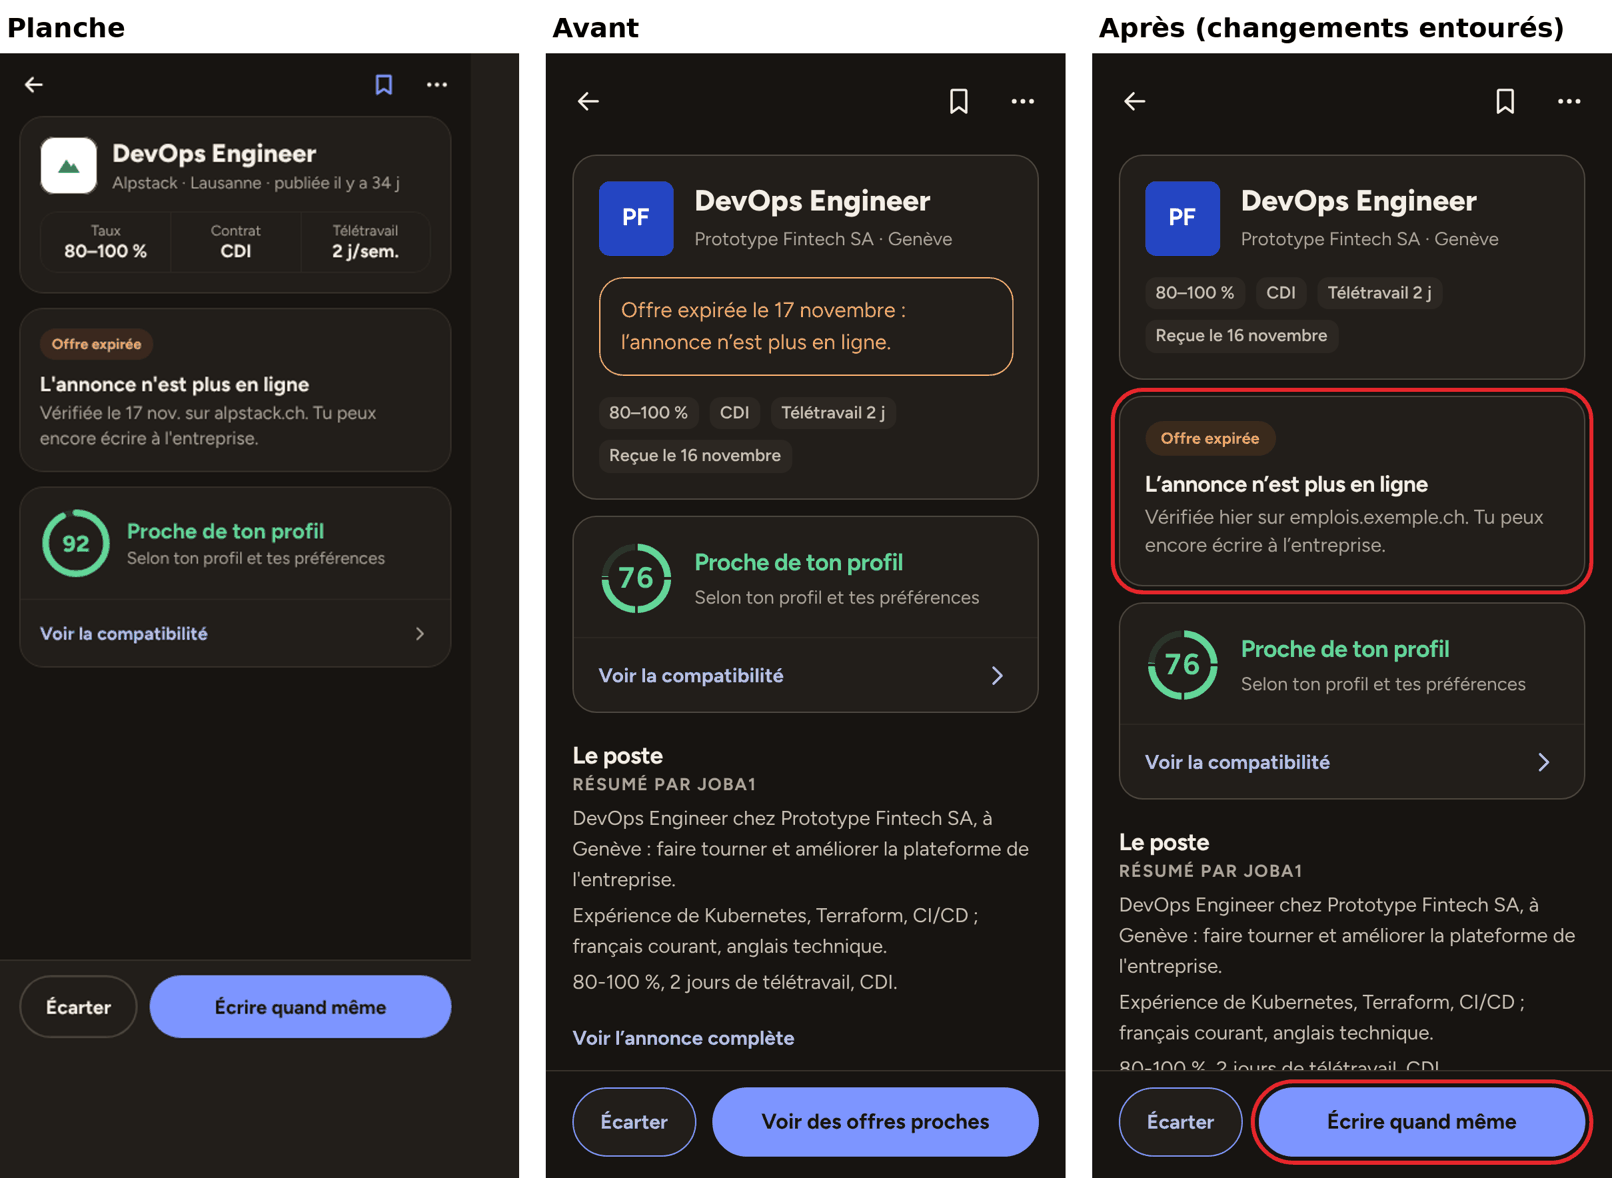 Planche
DevOps Engineer
Alpstack · Lausanne · publiée il y a 34 j
Taux
80–100 %
Contrat
CDI
Télétravail
2 j/sem.
Offre expirée
L'annonce n'est plus en ligne
Vérifiée le 17 nov. sur alpstack.ch. Tu peux
encore écrire à l'entreprise.
92
Proche de ton profil
Selon ton profil et tes préférences
Voir la compatibilité
Écarter
Écrire quand même
Avant
PF
DevOps Engineer
Prototype Fintech SA · Genève
Offre expirée le 17 novembre :
l’annonce n’est plus en ligne.
80–100 %
CDI
Télétravail 2 j
Reçue le 16 novembre
76
Proche de ton profil
Selon ton profil et tes préférences
Voir la compatibilité
Le poste
RÉSUMÉ PAR JOBA1
DevOps Engineer chez Prototype Fintech SA, à
Genève : faire tourner et améliorer la plateforme de
l'entreprise.
Expérience de Kubernetes, Terraform, CI/CD ;
français courant, anglais technique.
80-100 %, 2 jours de télétravail, CDI.
Voir l’annonce complète
Écarter
Voir des offres proches
Après (changements entourés)
PF
DevOps Engineer
Prototype Fintech SA · Genève
80–100 %
CDI
Télétravail 2 j
Reçue le 16 novembre
Offre expirée
L’annonce n’est plus en ligne
Vérifiée hier sur emplois.exemple.ch. Tu peux
encore écrire à l’entreprise.
76
Proche de ton profil
Selon ton profil et tes préférences
Voir la compatibilité
Le poste
RÉSUMÉ PAR JOBA1
DevOps Engineer chez Prototype Fintech SA, à
Genève : faire tourner et améliorer la plateforme de
l'entreprise.
Expérience de Kubernetes, Terraform, CI/CD ;
français courant, anglais technique.
80-100 %, 2 jours de télétravail, CDI.
Écarter
Écrire quand même